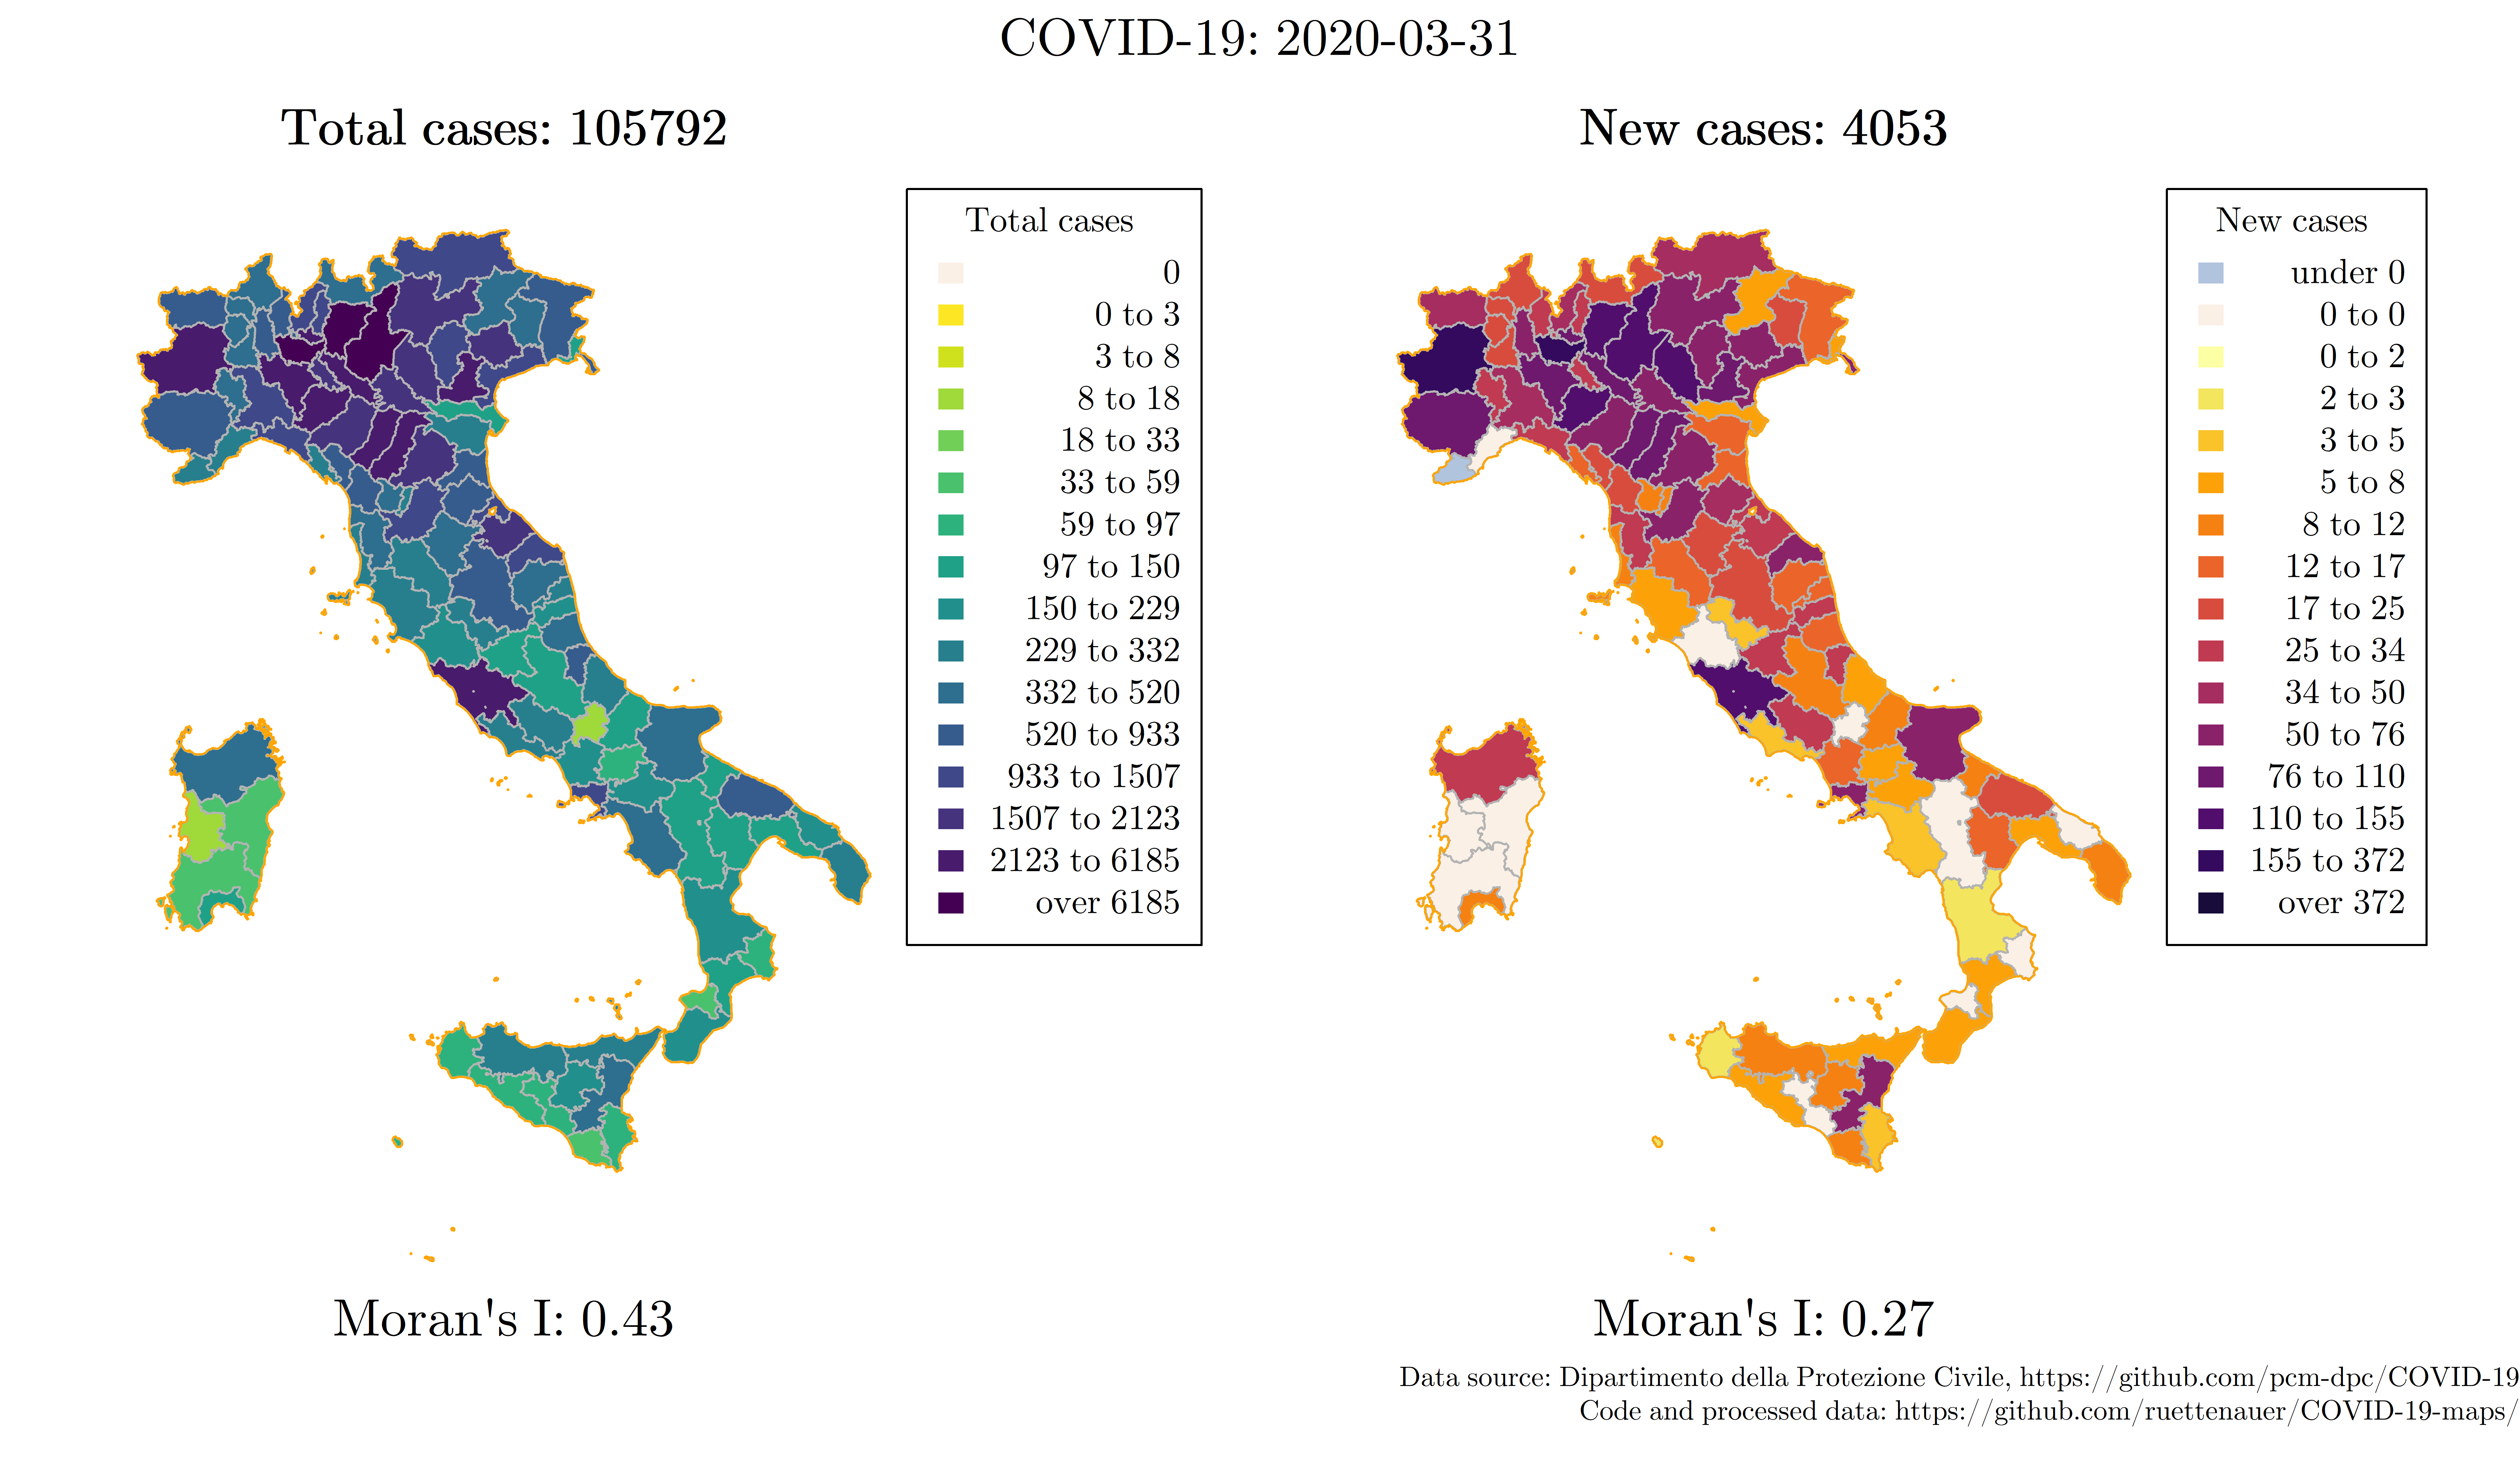 COVID-19: 2020-03-31
Total cases: 105792
Total cases
0
0 to 3
3 to 8
8 to 18
18 to 33
33 to 59
59 to 97
97 to 150
150 to 229
229 to 332
332 to 520
520 to 933
933 to 1507
1507 to 2123
2123 to 6185
over 6185
Moran's I: 0.43
New cases: 4053
New cases
under 0
0 to 0
0 to 2
2 to 3
3 to 5
5 to 8
8 to 12
12 to 17
17 to 25
25 to 34
34 to 50
50 to 76
76 to 110
110 to 155
155 to 372
over 372
Moran's I: 0.27
Data source: Dipartimento della Protezione Civile, https://github.com/pcm-dpc/COVID-19
Code and processed data: https://github.com/ruettenauer/COVID-19-maps/